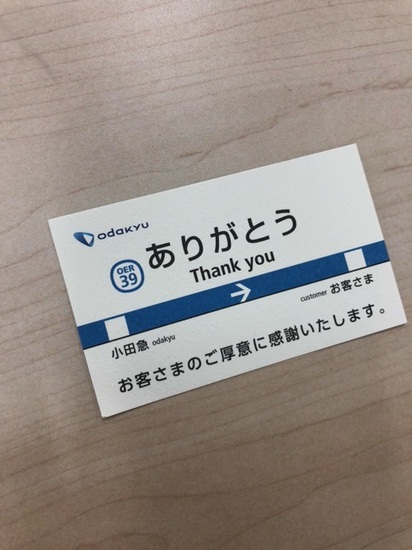 odakyu
OER
39
ありがとう
Thank you
小田急 odakyu
customer お客さま
お客さまのご厚意に感謝いたします。